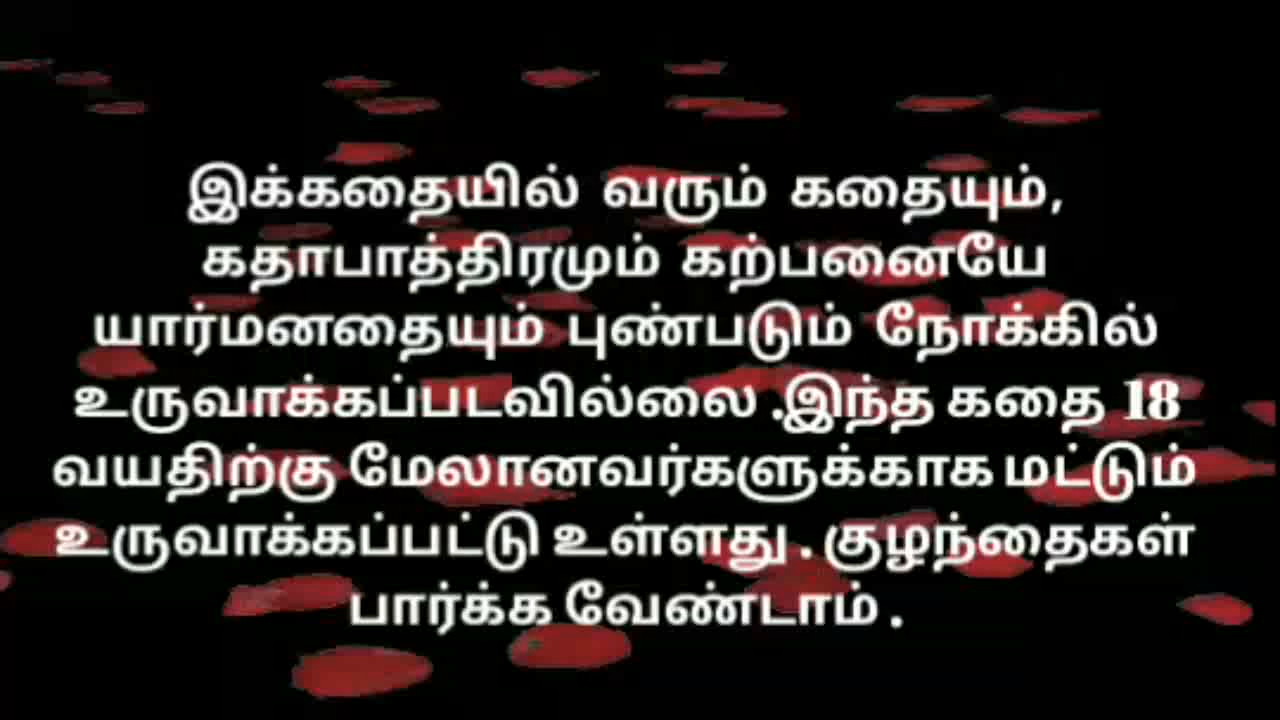 இக்கதையில் வரும் கதையும்,
கதாபாத்திரமும் கற்பனையே
யார்மனதையும் புண்படும் நோக்கில்
உருவாக்கப்படவில்லை .இந்த கதை 18
வயதிற்கு மேலானவர்களுக்காக மட்டும்
உருவாக்கப்பட்டு உள்ளது . குழந்தைகள்
பார்க்க வேண்டாம் .